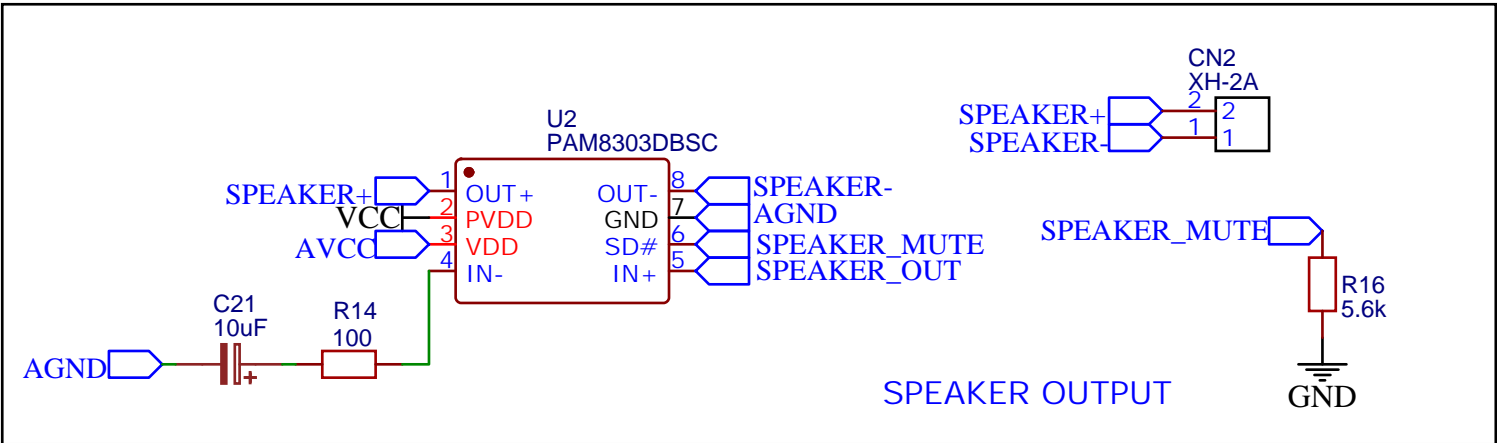 CN2
XH-2A
SPEAKER+
2
2
SPEAKER-
1
1
U2
PAM8303DBSC
SPEAKER+
1
OUT+
OUT-
8
SPEAKER-
VCC
2
PVDD
GND
7
AGND
AVCC
3
VDD
SD#
6
SPEAKER_MUTE
4
IN-
IN+
5
SPEAKER_OUT
SPEAKER_MUTE
R16
5.6k
GND
C21
10uF
R14
100
AGND
+
SPEAKER OUTPUT